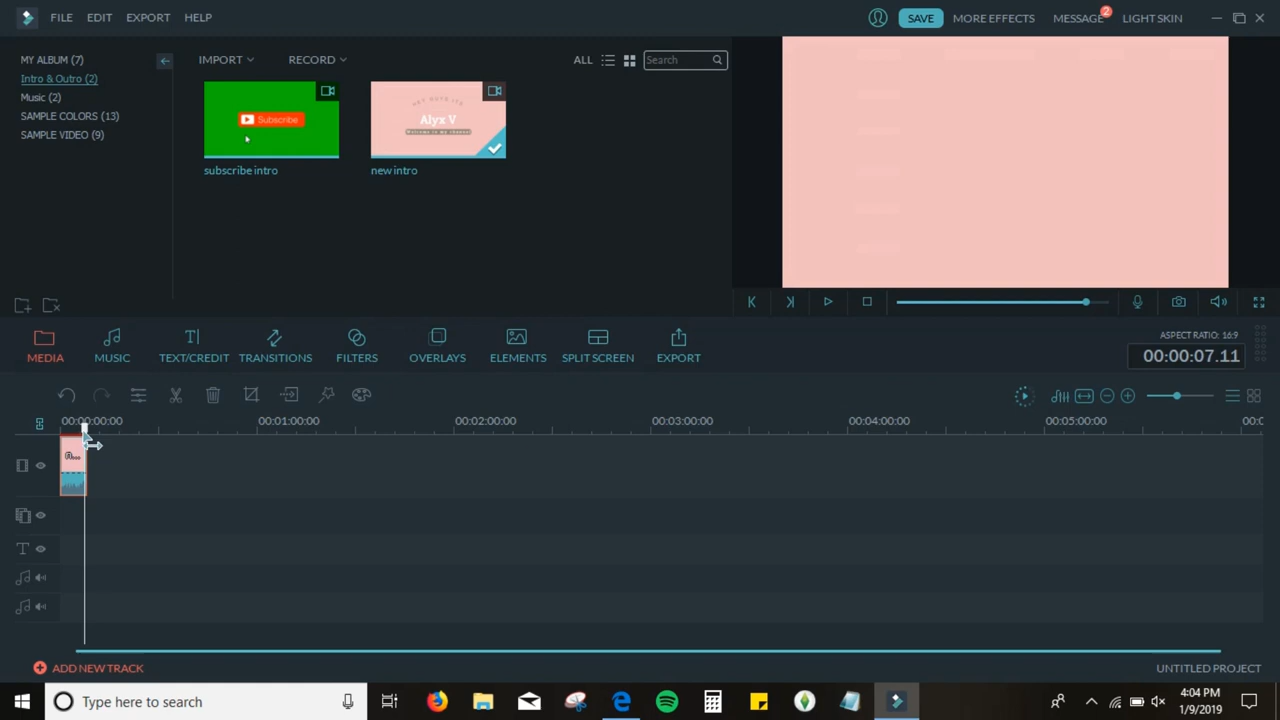 FILE EDIT EXPORT HELP SAVE MORE EFFECTS MESSAGE 2 LIGHT SKIN
MY ALBUM (7)
Intro & Outro (2)
Music (2)
SAMPLE COLORS (13)
SAMPLE VIDEO (9)
IMPORT RECORD ALL Search
Subscribe
subscribe intro
Alyx V
Welcome to my channel
new intro
MEDIA MUSIC TEXT/CREDIT TRANSITIONS FILTERS OVERLAYS ELEMENTS SPLIT SCREEN EXPORT
ASPECT RATIO: 16:9
00:00:07.11
00:00:00:00 00:01:00:00 00:02:00:00 00:03:00:00 00:04:00:00 00:05:00:00
ADD NEW TRACK UNTITLED PROJECT
Type here to search
4:04 PM
1/9/2019